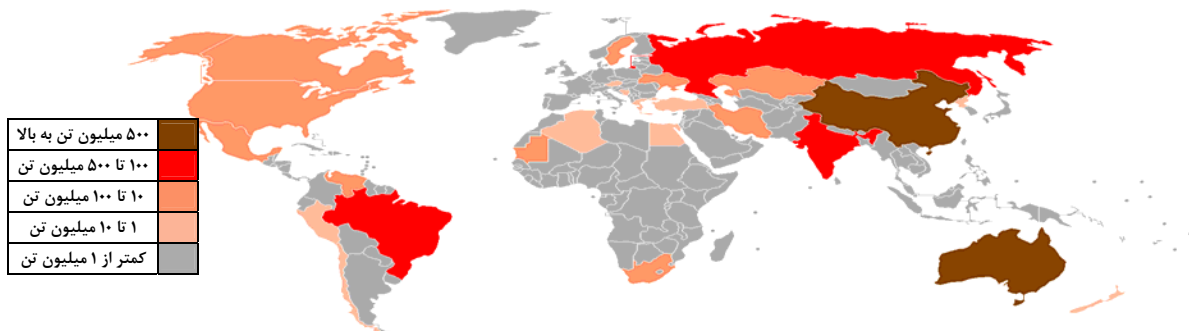 ۵۰۰ میلیون تن به بالا
۱۰۰ تا ۵۰۰ میلیون تن
۱۰ تا ۱۰۰ میلیون تن
۱ تا ۱۰ میلیون تن
کمتر از ۱ میلیون تن